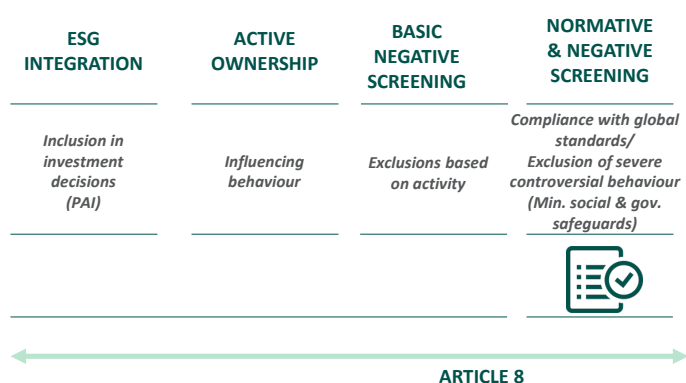 ESG
INTEGRATION
ACTIVE
OWNERSHIP
BASIC
NEGATIVE
SCREENING
NORMATIVE
& NEGATIVE
SCREENING
Inclusion in
investment
decisions
(PAI)
Influencing
behaviour
Exclusions based
on activity
Compliance with global
standards/
Exclusion of severe
controversial behaviour
(Min. social & gov.
safeguards)
ARTICLE 8